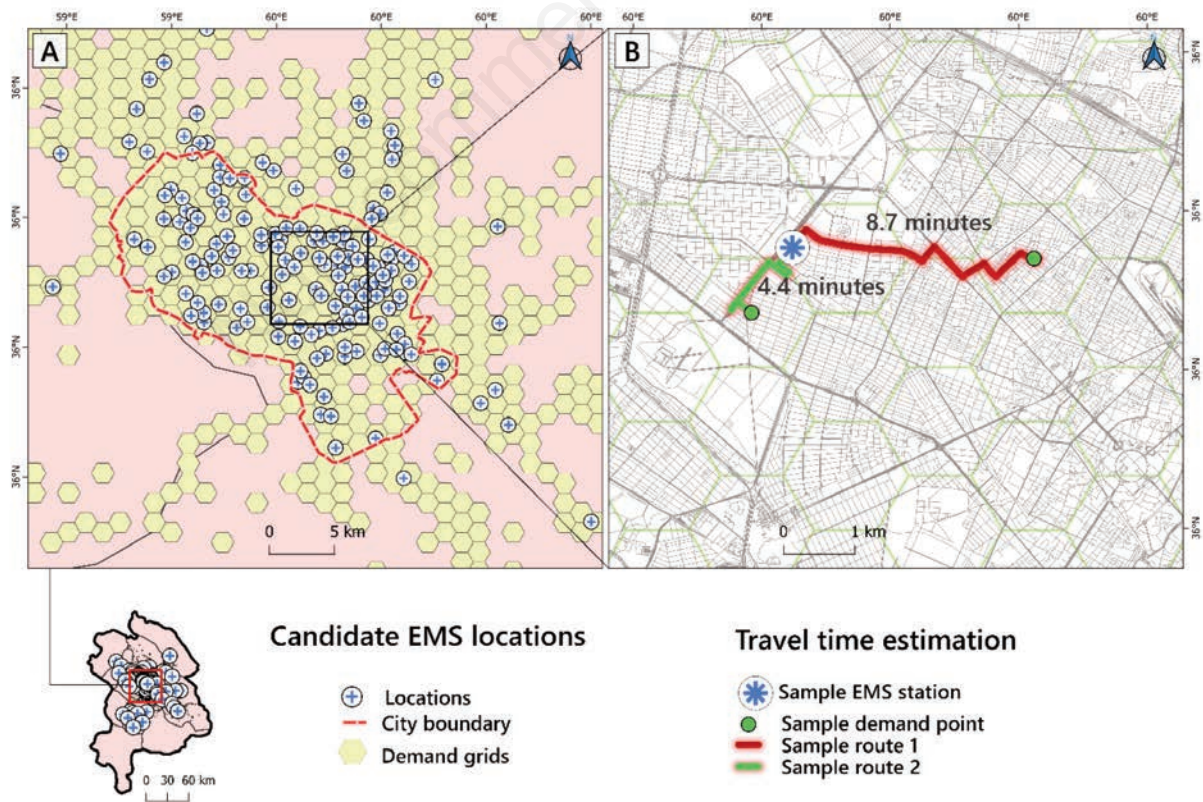 59°E 60°E 60°E 60°E 60°E 60°E 60°E 60°E 60°E 60°E 60°E
A
N
B
N
36°N 36°N
36°N 36°N
36°N 36°N
36°N 36°N
8.7 minutes
4.4 minutes
0 5 km
0 1 km
Candidate EMS locations
Locations
City boundary
Demand grids
0 30 60 km
Travel time estimation
Sample EMS station
Sample demand point
Sample route 1
Sample route 2